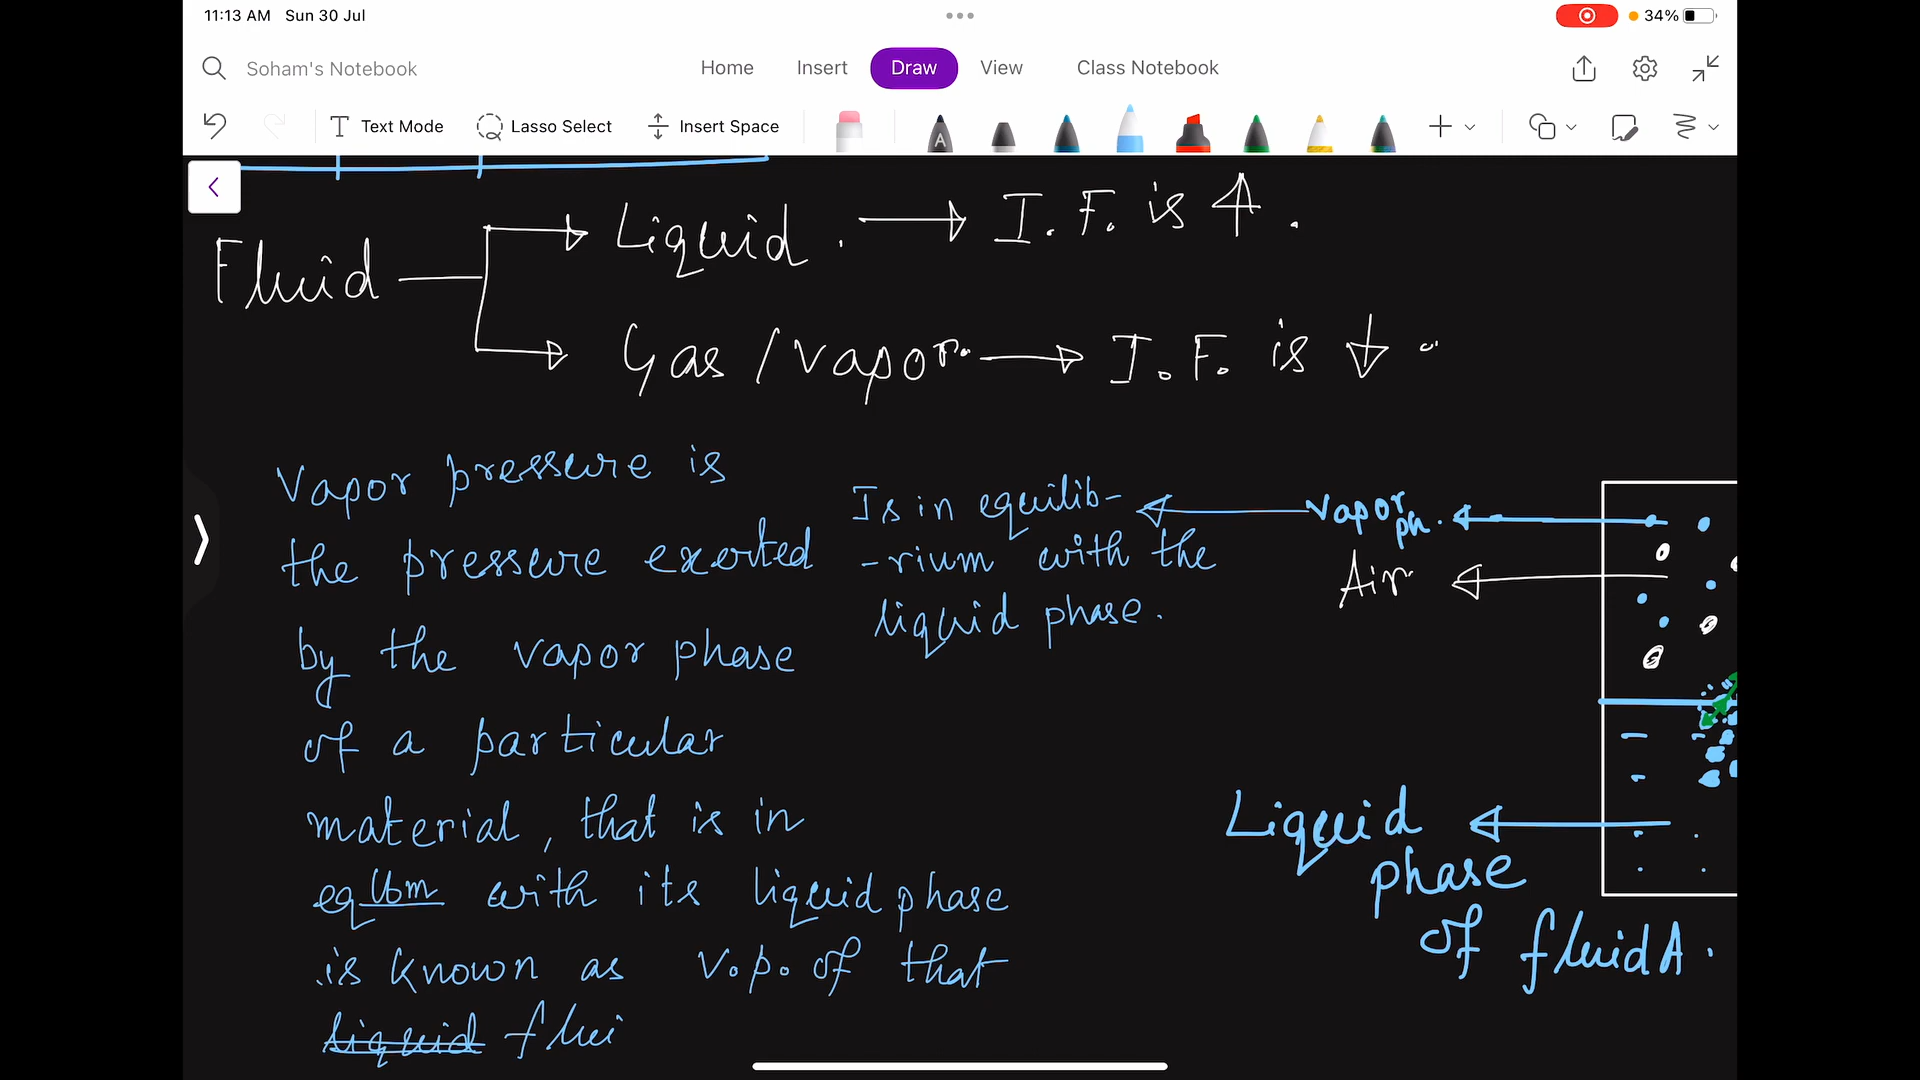 11:13 AM Sun 30 Jul
34%
Soham's Notebook
Home Insert Draw View Class Notebook
Text Mode Lasso Select Insert Space
A
Fluid
Liquid. I. F. is ↑.
Gas / vapor. I. F. is ↓.
Vapor pressure is
the pressure exerted
by the vapor phase
of a particular
material, that is in
eqlbm with its liquid phase
is known as v.p. of that
liquid flui
Is in equilib-
-rium with the
liquid phase.
Vapor ph.
Air
Liquid
phase
of fluid A.